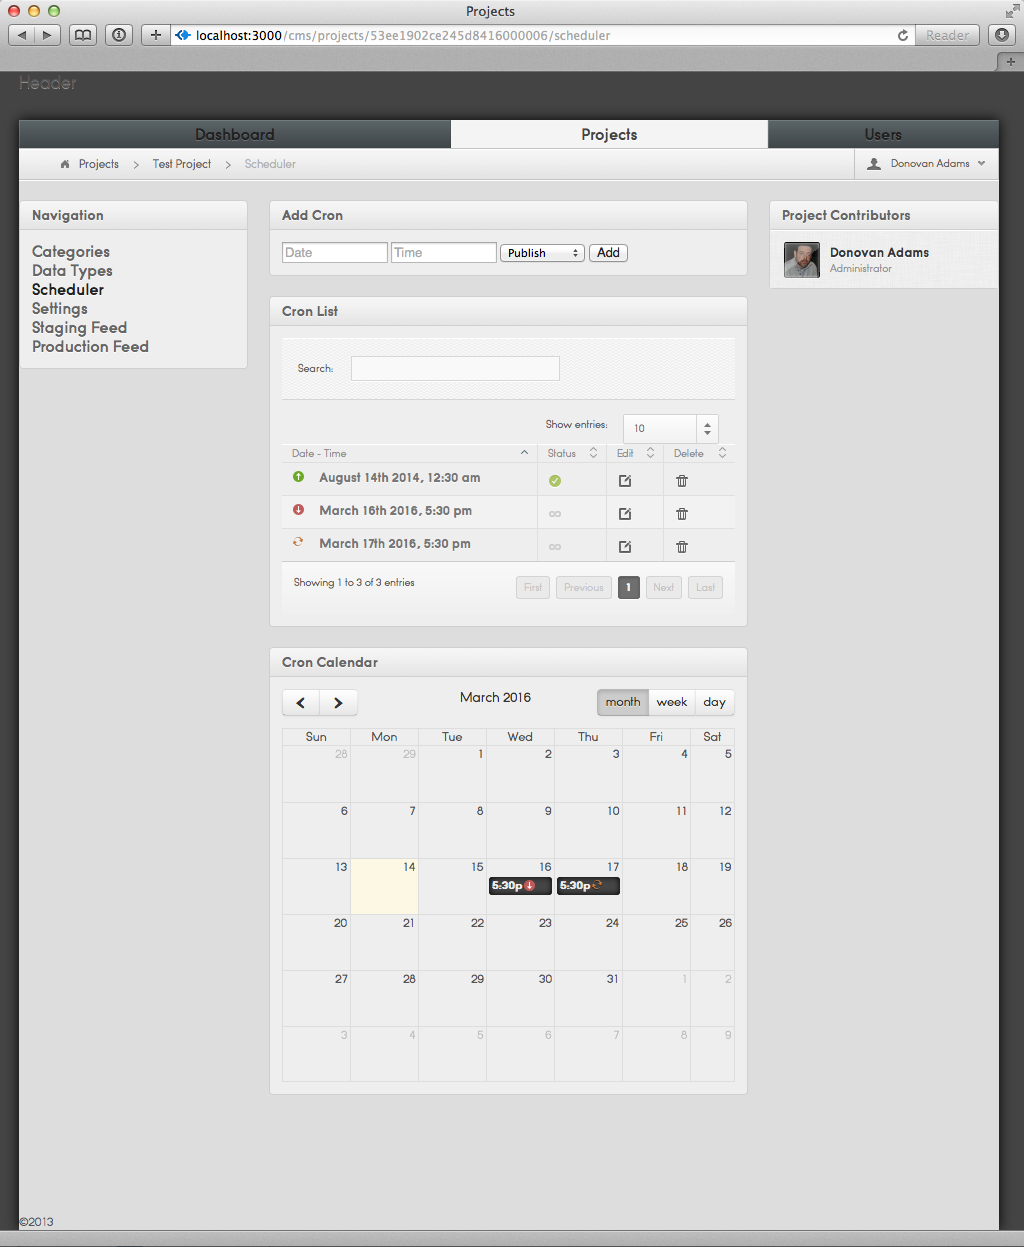 Projects
localhost:3000/cms/projects/53ee1902ce245d8416000006/scheduler
Reader
Header
Dashboard
Projects
Users
Projects
Test Project
Scheduler
Donovan Adams
Navigation
Categories
Data Types
Scheduler
Settings
Staging Feed
Production Feed
Add Cron
Date
Time
Publish
Add
Project Contributors
Donovan Adams
Administrator
Cron List
Search:
Show entries: 10
Date - Time Status Edit Delete
August 14th 2014, 12:30 am
March 16th 2016, 5:30 pm
March 17th 2016, 5:30 pm
Showing 1 to 3 of 3 entries
First Previous 1 Next Last
Cron Calendar
March 2016
month week day
Sun Mon Tue Wed Thu Fri Sat
28 29 1 2 3 4 5
6 7 8 9 10 11 12
13 14 15 16 17 18 19
5:30p 5:30p
20 21 22 23 24 25 26
27 28 29 30 31 1 2
3 4 5 6 7 8 9
©2013